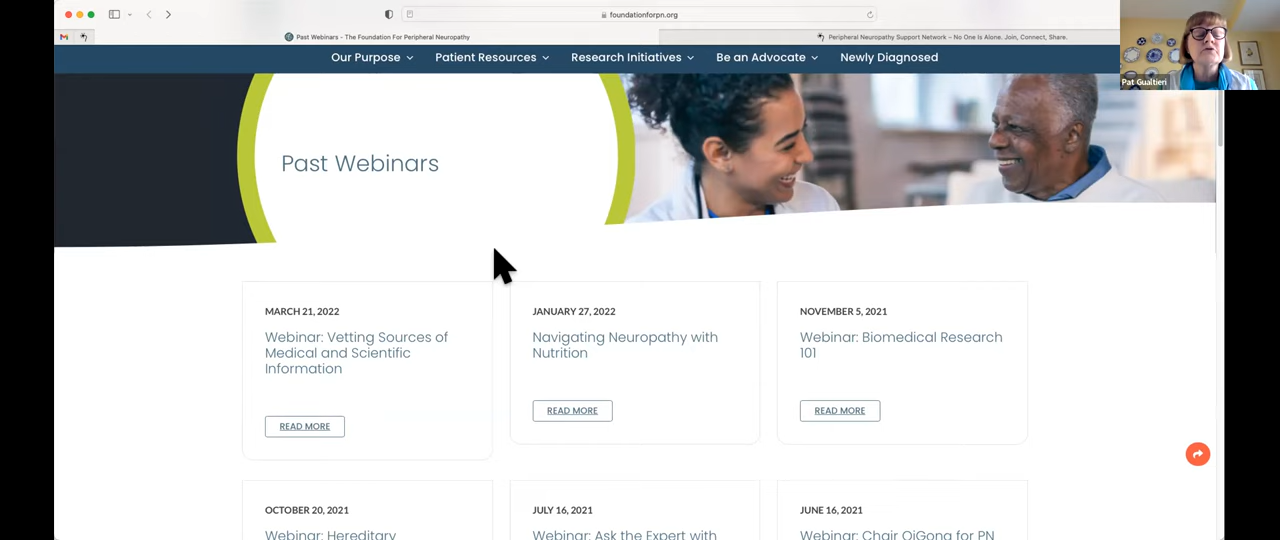 foundationforpn.org
Past Webinars - The Foundation For Peripheral Neuropathy
Peripheral Neuropathy Support Network – No One Is Alone. Join, Connect, Share.
Our Purpose
Patient Resources
Research Initiatives
Be an Advocate
Newly Diagnosed
Pat Gualtieri
Past Webinars
MARCH 21, 2022
Webinar: Vetting Sources of
Medical and Scientific
Information
READ MORE
JANUARY 27, 2022
Navigating Neuropathy with
Nutrition
READ MORE
NOVEMBER 5, 2021
Webinar: Biomedical Research
101
READ MORE
OCTOBER 20, 2021
Webinar: Hereditary
JULY 16, 2021
Webinar: Ask the Expert with
JUNE 16, 2021
Webinar: Chair QiGong for PN